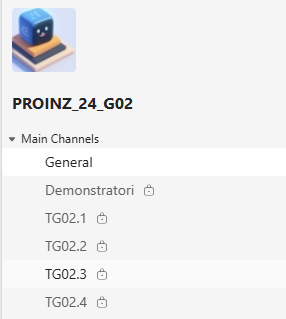 PROINZ_24_G02
Main Channels
General
Demonstratori
TG02.1
TG02.2
TG02.3
TG02.4